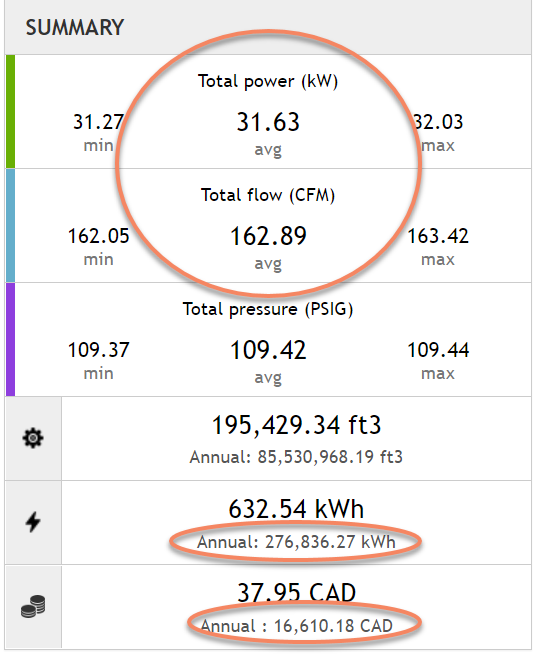 SUMMARY
Total power (kW)
31.27 31.63 32.03
min avg max
Total flow (CFM)
162.05 162.89 163.42
min avg max
Total pressure (PSIG)
109.37 109.42 109.44
min avg max
195,429.34 ft3
Annual: 85,530,968.19 ft3
632.54 kWh
Annual: 276,836.27 kWh
37.95 CAD
Annual : 16,610.18 CAD